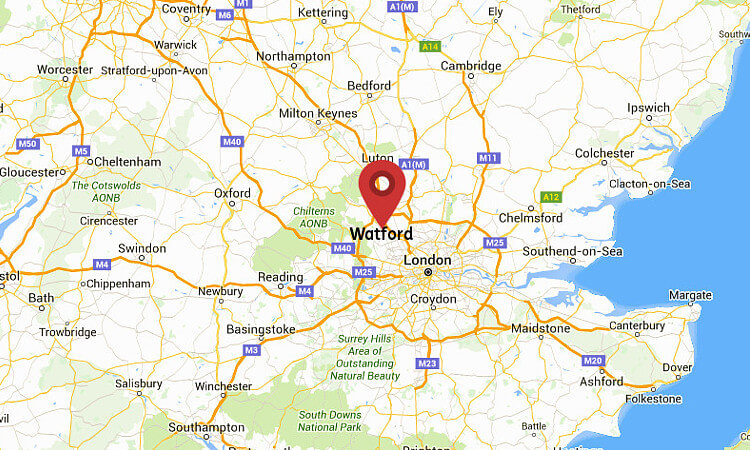 Coventry
Kettering
A1(M)
Ely
Thetford
M6
M1
A14
Southw
Warwick
Northampton
Worcester
Stratford-upon-Avon
Cambridge
Bedford
Milton Keynes
Ipswich
M50
M5
M40
M11
Cheltenham
Luton
A1(M)
Colchester
Gloucester
The Cotswolds
AONB
Oxford
Clacton-on-Sea
A12
Cirencester
Chilterns
AONB
Chelmsford
Watford
Swindon
M40
M25
Southend-on-Sea
M4
London
M25
Reading
Chippenham
M4
Newbury
Croydon
Margate
istol
Bath
Trowbridge
Basingstoke
Maidstone
Canterbury
M3
Surrey Hills
Area of
Outstanding
Natural Beauty
M23
M20
Dover
Ashford
Salisbury
Winchester
Folkestone
South Downs
National Park
vil
Southampton
Battle